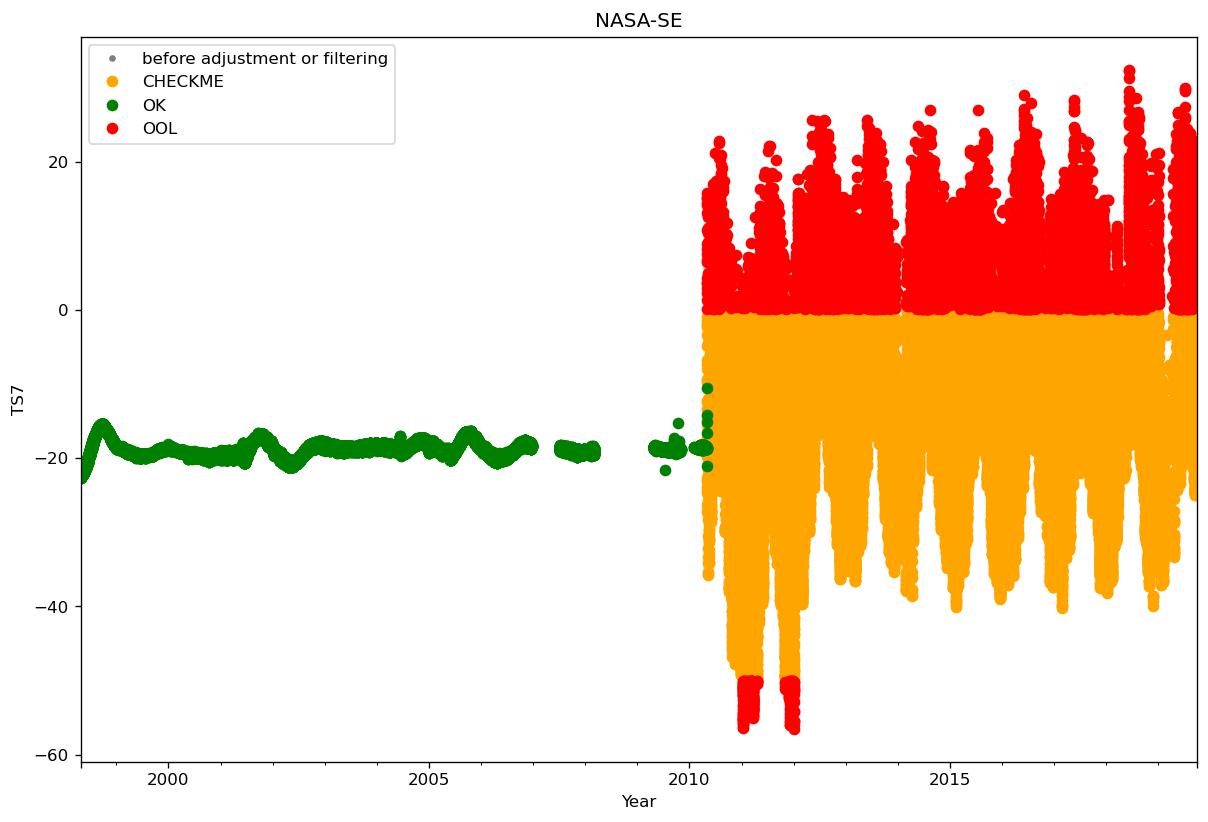 NASA-SE
before adjustment or filtering
CHECKME
OK
OOL
TS7
20
0
−20
−40
−60
2000 2005 2010 2015
Year